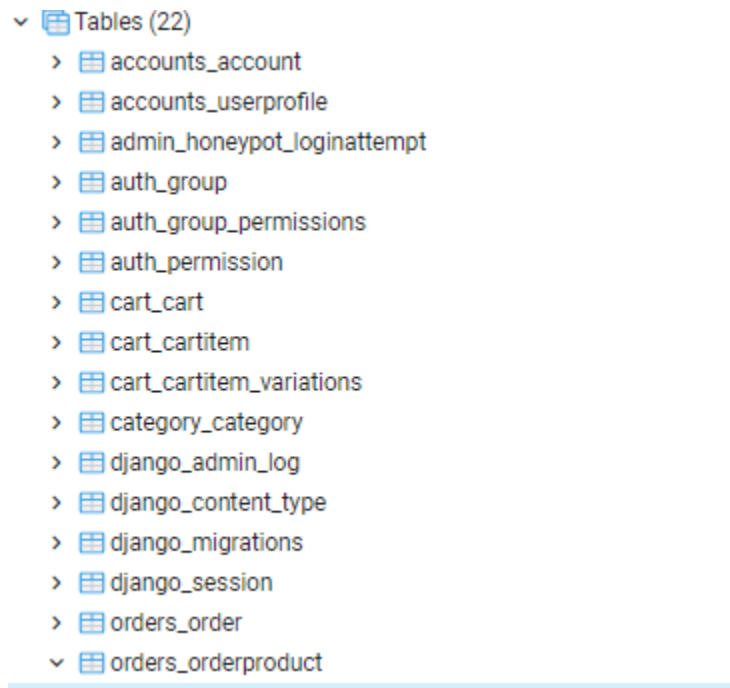 Tables (22)
accounts_account
accounts_userprofile
admin_honeypot_loginattempt
auth_group
auth_group_permissions
auth_permission
cart_cart
cart_cartitem
cart_cartitem_variations
category_category
django_admin_log
django_content_type
django_migrations
django_session
orders_order
orders_orderproduct